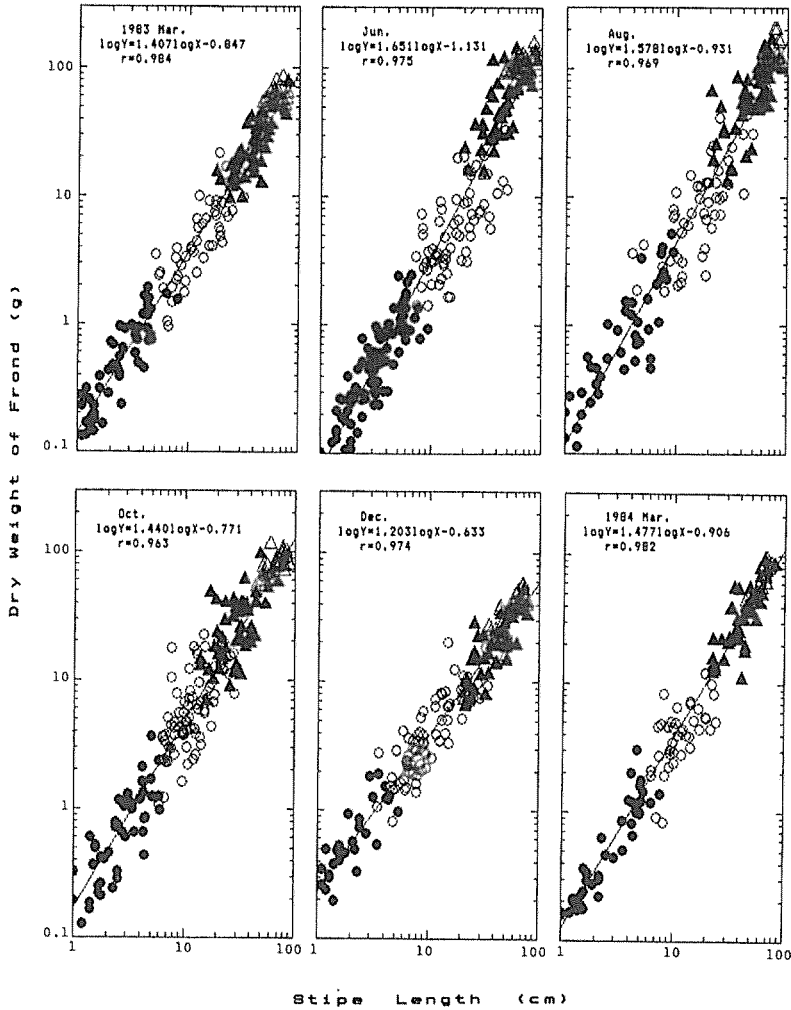 1983 Mar.
logY=1.407logX-0.847
r=0.984
Jun.
logY=1.651logX-1.131
r=0.975
Aug.
logY=1.578logX-0.931
r=0.969
100
10
1
0.1
Oct.
logY=1.440logX-0.771
r=0.963
Dec.
logY=1.203logX-0.633
r=0.974
1984 Mar.
logY=1.477logX-0.906
r=0.982
100
10
1
0.1
1 10 100
1 10 100
1 10 100
Dry Weight of Frond (g)
Stipe Length (cm)